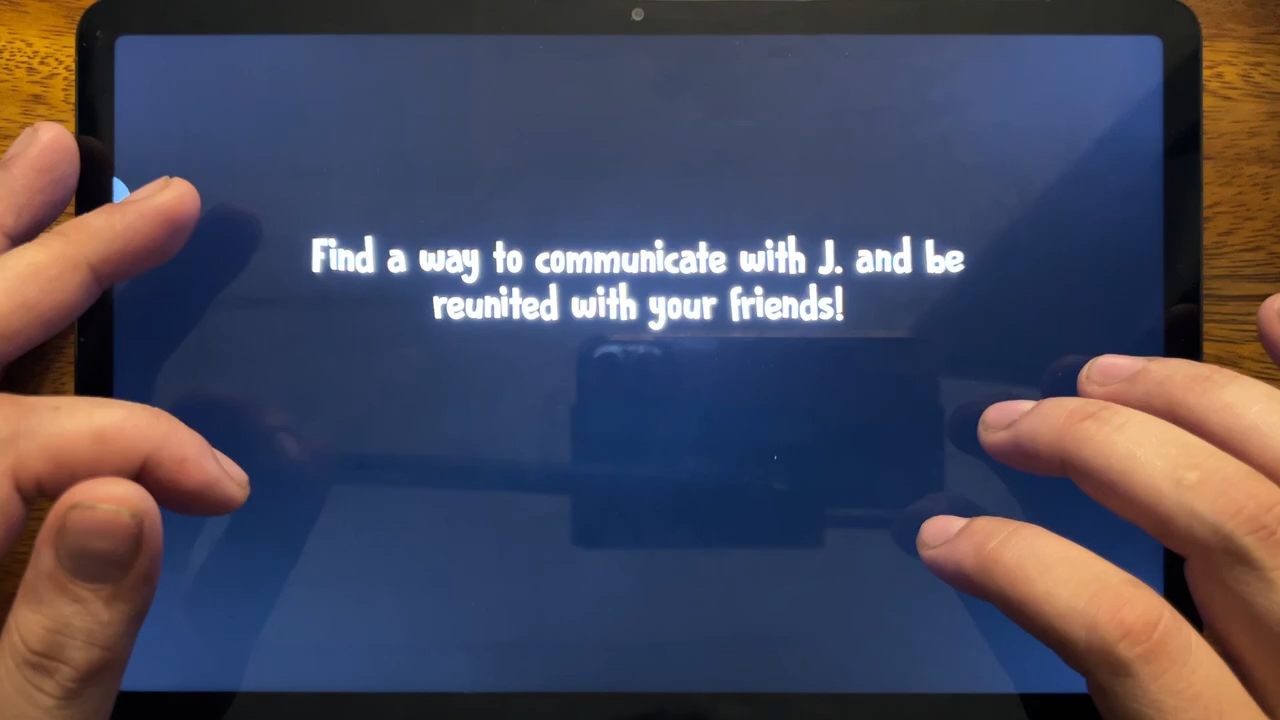 Find a way to communicate with J. and be
reunited with your friends!